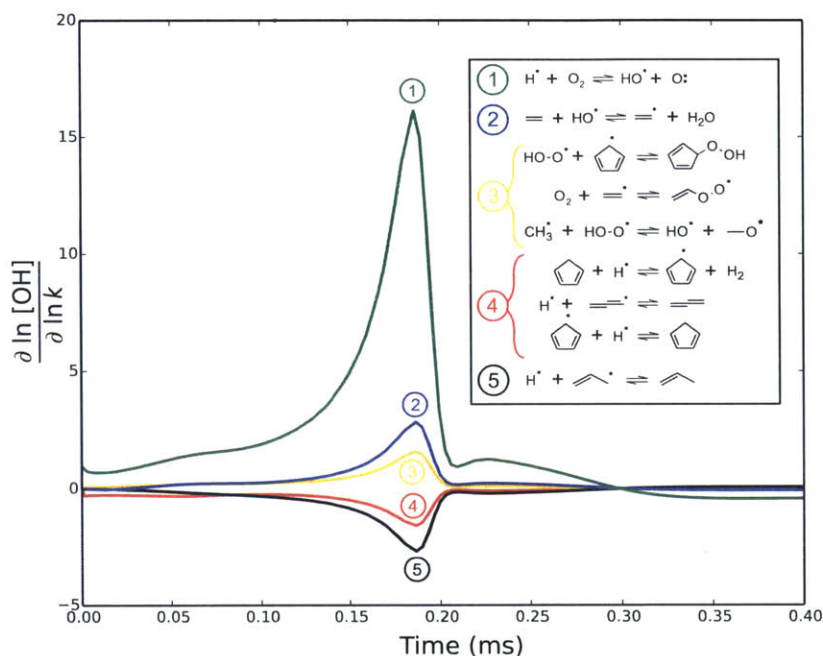 20
15
10
5
0
−5
∂ ln [OH]
∂ ln k
0.00 0.05 0.10 0.15 0.20 0.25 0.30 0.35 0.40
Time (ms)
1
2
3
4
5
1 H• + O₂ ⇌ HO• + O:
2 + HO• ⇌ • + H₂O
HO-O• + • ⇌ O OH
3 O₂ + • ⇌ O O•
CH₃• + HO-O• ⇌ HO• + O•
+ H• ⇌ • + H₂
4 H• + • ⇌
• + H• ⇌
5 H• + • ⇌